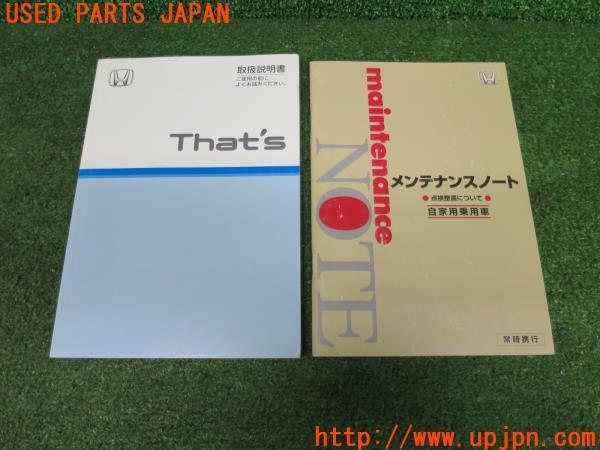 USED PARTS JAPAN
取扱説明書
ご使用の前に
よくお読みください。
That's
maintenance
NOTE
メンテナンスノート
●点検整備について●
自家用乗用車
常時携行
http://www.upjpn.com/